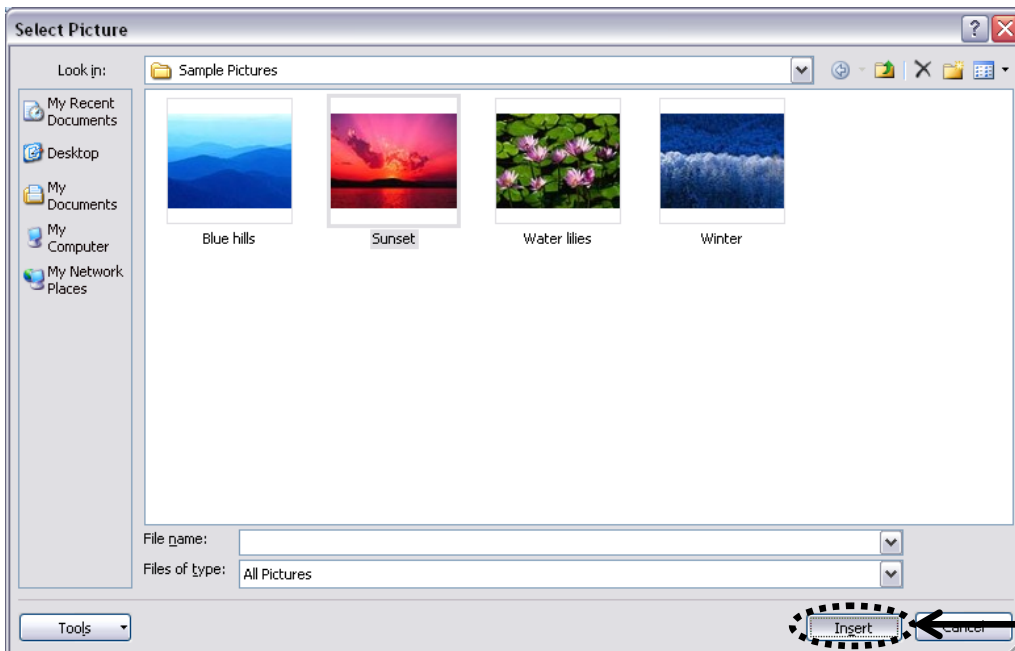 Select Picture
Look in:
Sample Pictures
My Recent
Documents
Desktop
My
Documents
My
Computer
My Network
Places
Blue hills
Sunset
Water lilies
Winter
File name:
Files of type:
All Pictures
Tools
Insert
Cancel